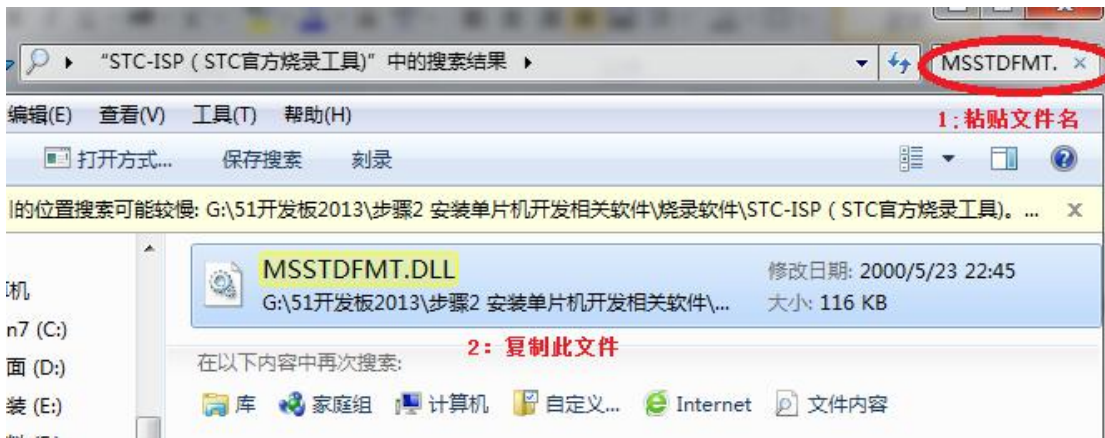 “STC-ISP（STC官方烧录工具)” 中的搜索结果
MSSTDFMT.
编辑(E) 查看(V) 工具(T) 帮助(H)
1;粘贴文件名
打开方式... 保存搜索 刻录
的位置搜索可能较慢: G:\51开发板2013\步骤2 安装单片机开发相关软件\烧录软件\STC-ISP（STC官方烧录工具)。...
MSSTDFMT.DLL
修改日期: 2000/5/23 22:45
G:\51开发板2013\步骤2 安装单片机开发相关软件\...
大小: 116 KB
机
n7 (C:)
2: 复制此文件
面 (D:)
在以下内容中再次搜索:
装 (E:)
库 家庭组 计算机 自定义... Internet 文件内容